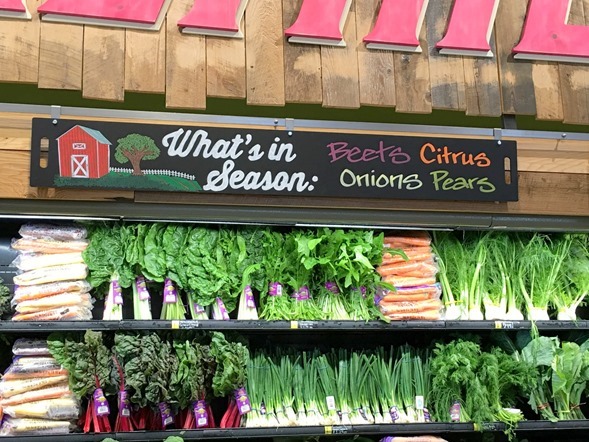 What's in
Season:
Beets Citrus
Onions Pears